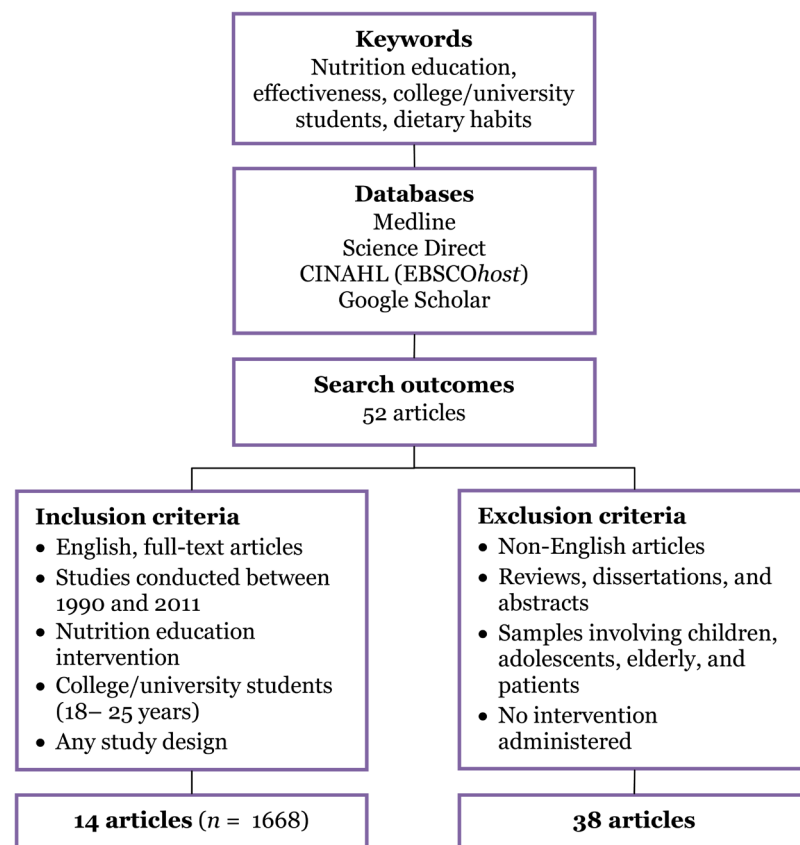 Keywords
Nutrition education,
effectiveness, college/university
students, dietary habits
Databases
Medline
Science Direct
CINAHL (EBSCOhost)
Google Scholar
Search outcomes
52 articles
Inclusion criteria
• English, full-text articles
• Studies conducted between
1990 and 2011
• Nutrition education
intervention
• College/university students
(18– 25 years)
• Any study design
14 articles (n = 1668)
Exclusion criteria
• Non-English articles
• Reviews, dissertations, and
abstracts
• Samples involving children,
adolescents, elderly, and
patients
• No intervention
administered
38 articles